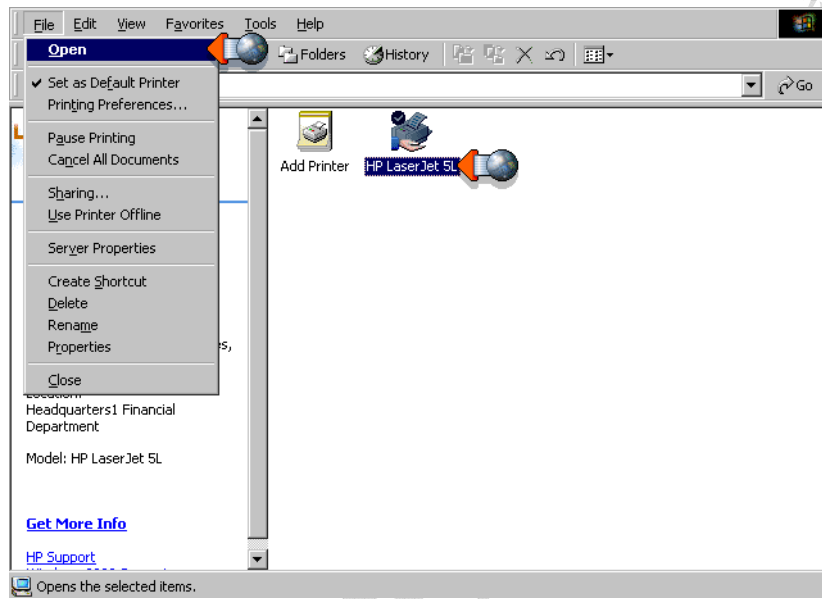 File Edit View Favorites Tools Help
Open
Folders History
Set as Default Printer
Go
Printing Preferences...
Pause Printing
Cancel All Documents
Add Printer HP LaserJet 5L
Sharing...
Use Printer Offline
Server Properties
Create Shortcut
Delete
Rename
Properties
s,
Close
Headquarters1 Financial
Department
Model: HP LaserJet 5L
Get More Info
HP Support
Opens the selected items.